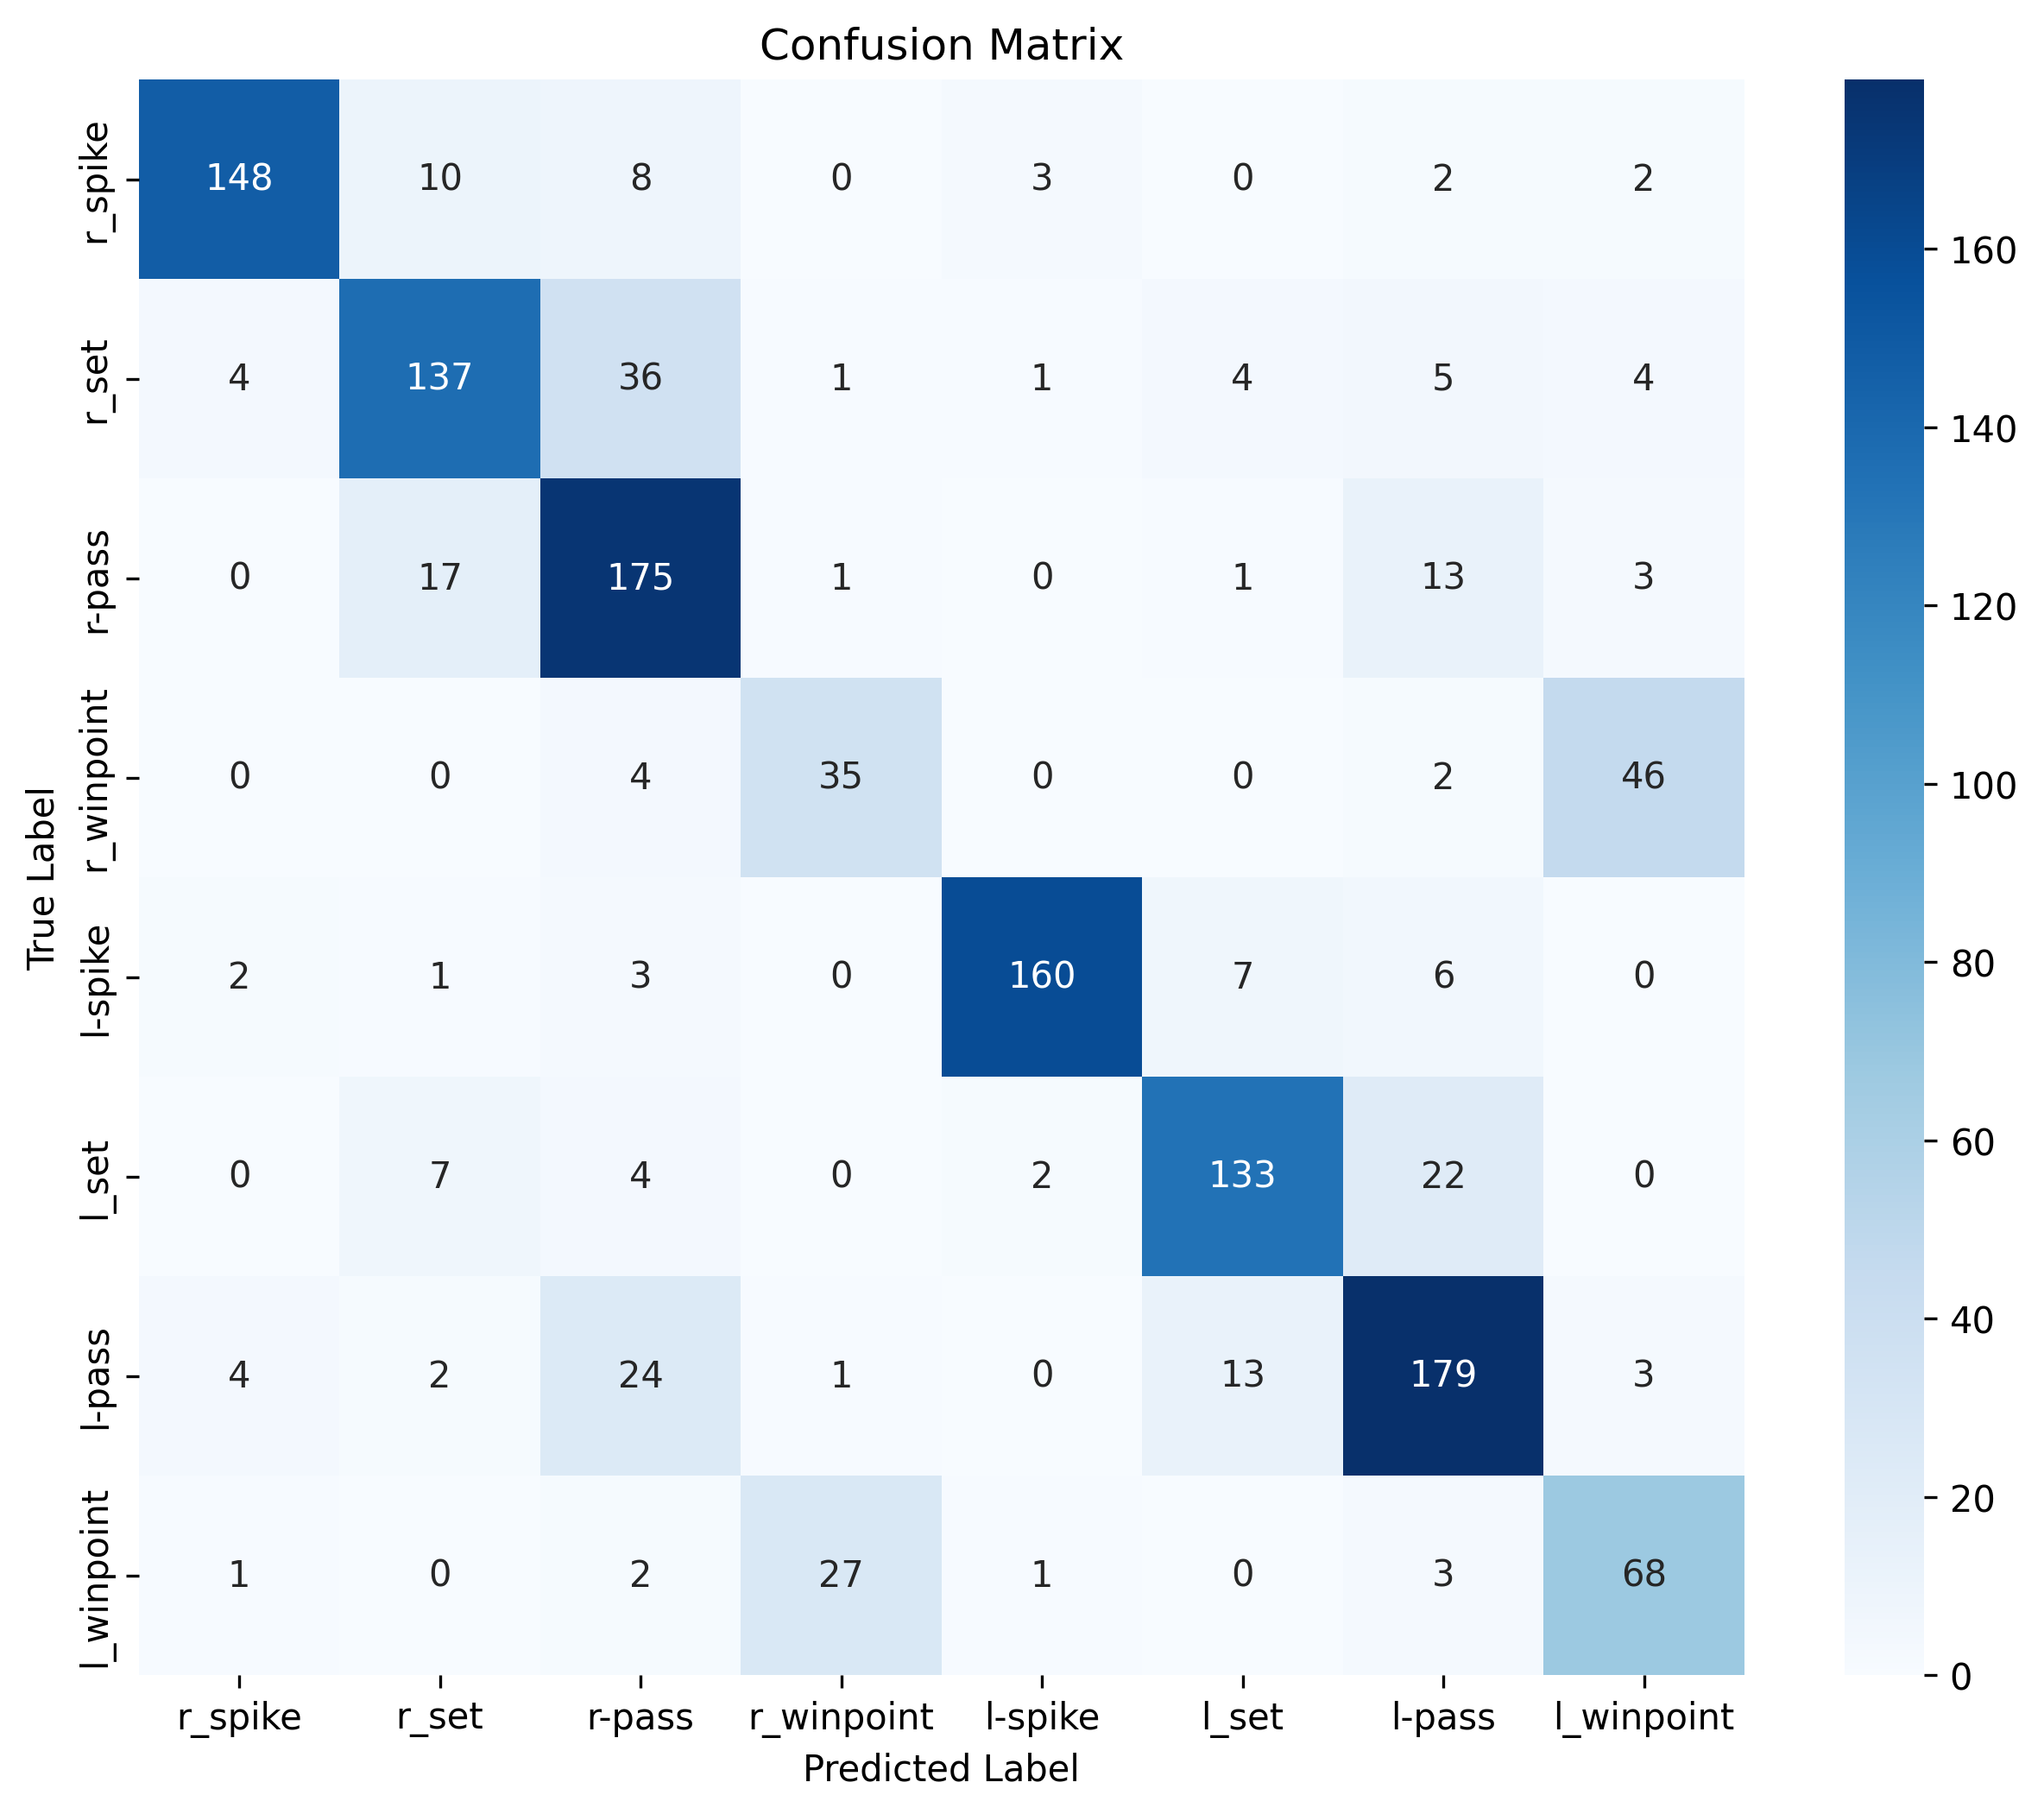 Confusion Matrix
True Label
r_spike 148 10 8 0 3 0 2 2
r_set 4 137 36 1 1 4 5 4
r-pass 0 17 175 1 0 1 13 3
r_winpoint 0 0 4 35 0 0 2 46
l-spike 2 1 3 0 160 7 6 0
l_set 0 7 4 0 2 133 22 0
l-pass 4 2 24 1 0 13 179 3
l_winpoint 1 0 2 27 1 0 3 68
r_spike r_set r-pass r_winpoint l-spike l_set l-pass l_winpoint
Predicted Label
160
140
120
100
80
60
40
20
0